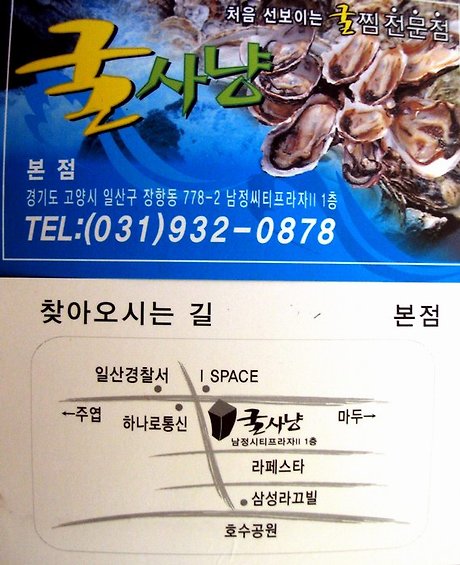 처음 선보이는 굴찜 전문점
굴사냥
본 점
경기도 고양시 일산구 장항동 778-2 남정씨티프라자II 1층
TEL:(031)932-0878
찾아오시는 길
본점
일산경찰서
I SPACE
←주엽
하나로통신
굴사냥
마두→
남정시티프라자II 1층
라페스타
삼성라끄빌
호수공원